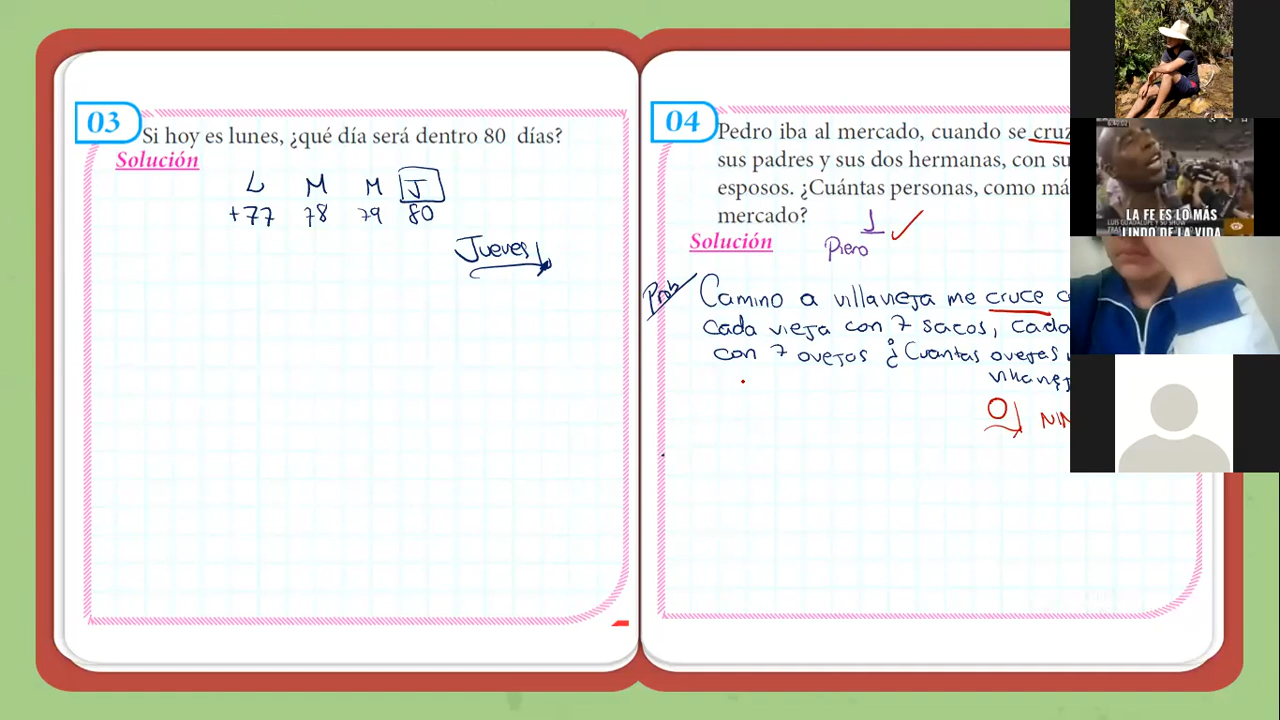 03
Si hoy es lunes, ¿qué día será dentro 80 días?
Solución
L M M J
+77 78 79 80
Jueves
04
Pedro iba al mercado, cuando se cruz
sus padres y sus dos hermanas, con su
esposos. ¿Cuántas personas, como má
mercado?
Solución
1
Piero
Prob
Camino a villavieja me cruce c
cada vieja con 7 sacos, cada
con 7 ovejas ¿Cuantas ovejas
villavieja
0 NIN
LA FE ES LO MÁS
LINDO DE LA VIDA